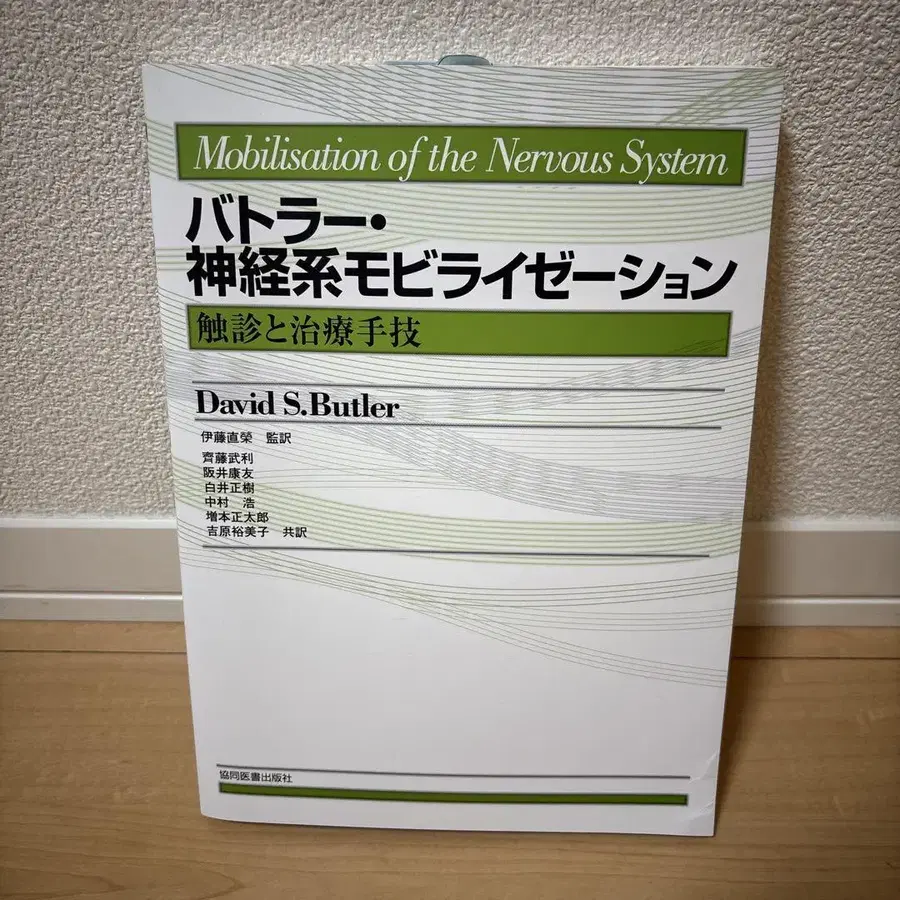 Mobilisation of the Nervous System
バトラー・
神経系モビライゼーション
触診と治療手技
David S.Butler
伊藤直榮 監訳
齊藤武利
阪井康友
白井正樹
中村 浩
増本正太郎
吉原裕美子 共訳
協同医書出版社